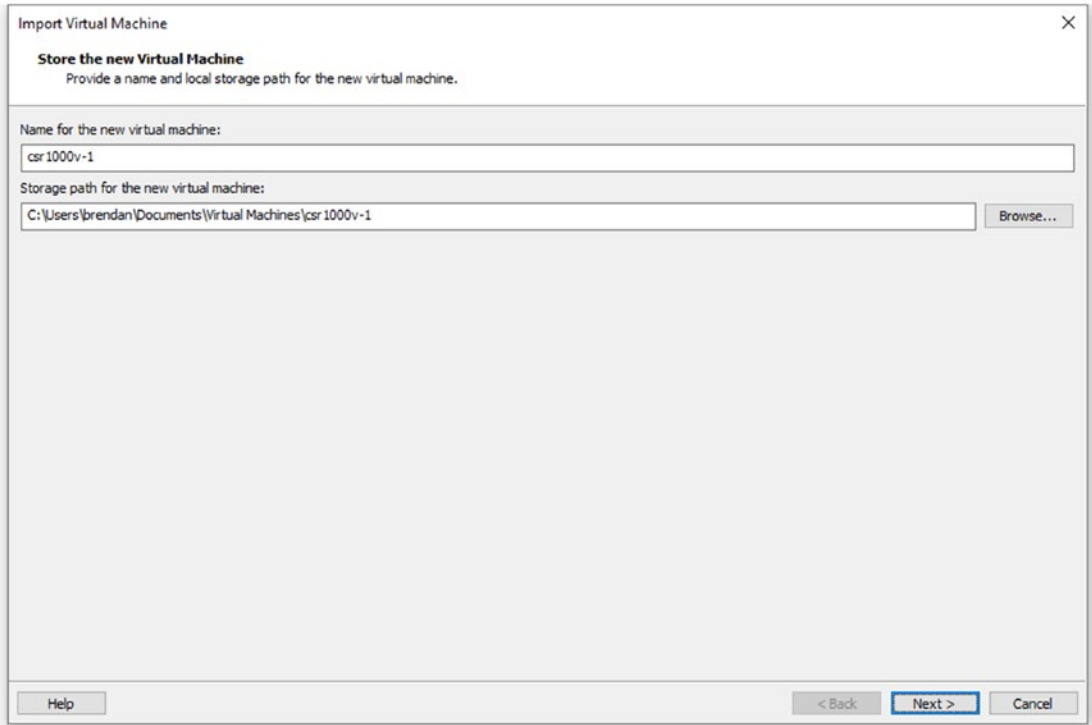 Import Virtual Machine
Store the new Virtual Machine
Provide a name and local storage path for the new virtual machine.
Name for the new virtual machine:
csr1000v-1
Storage path for the new virtual machine:
C:\Users\brendan\Documents\Virtual Machines\csr1000v-1
Browse...
Help
< Back
Next >
Cancel